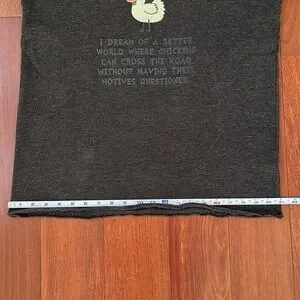 I DREAM OF A BETTER
WORLD WHERE CHICKENS
CAN CROSS THE ROAD
WITHOUT HAVING THEIR
MOTIVES QUESTIONED.